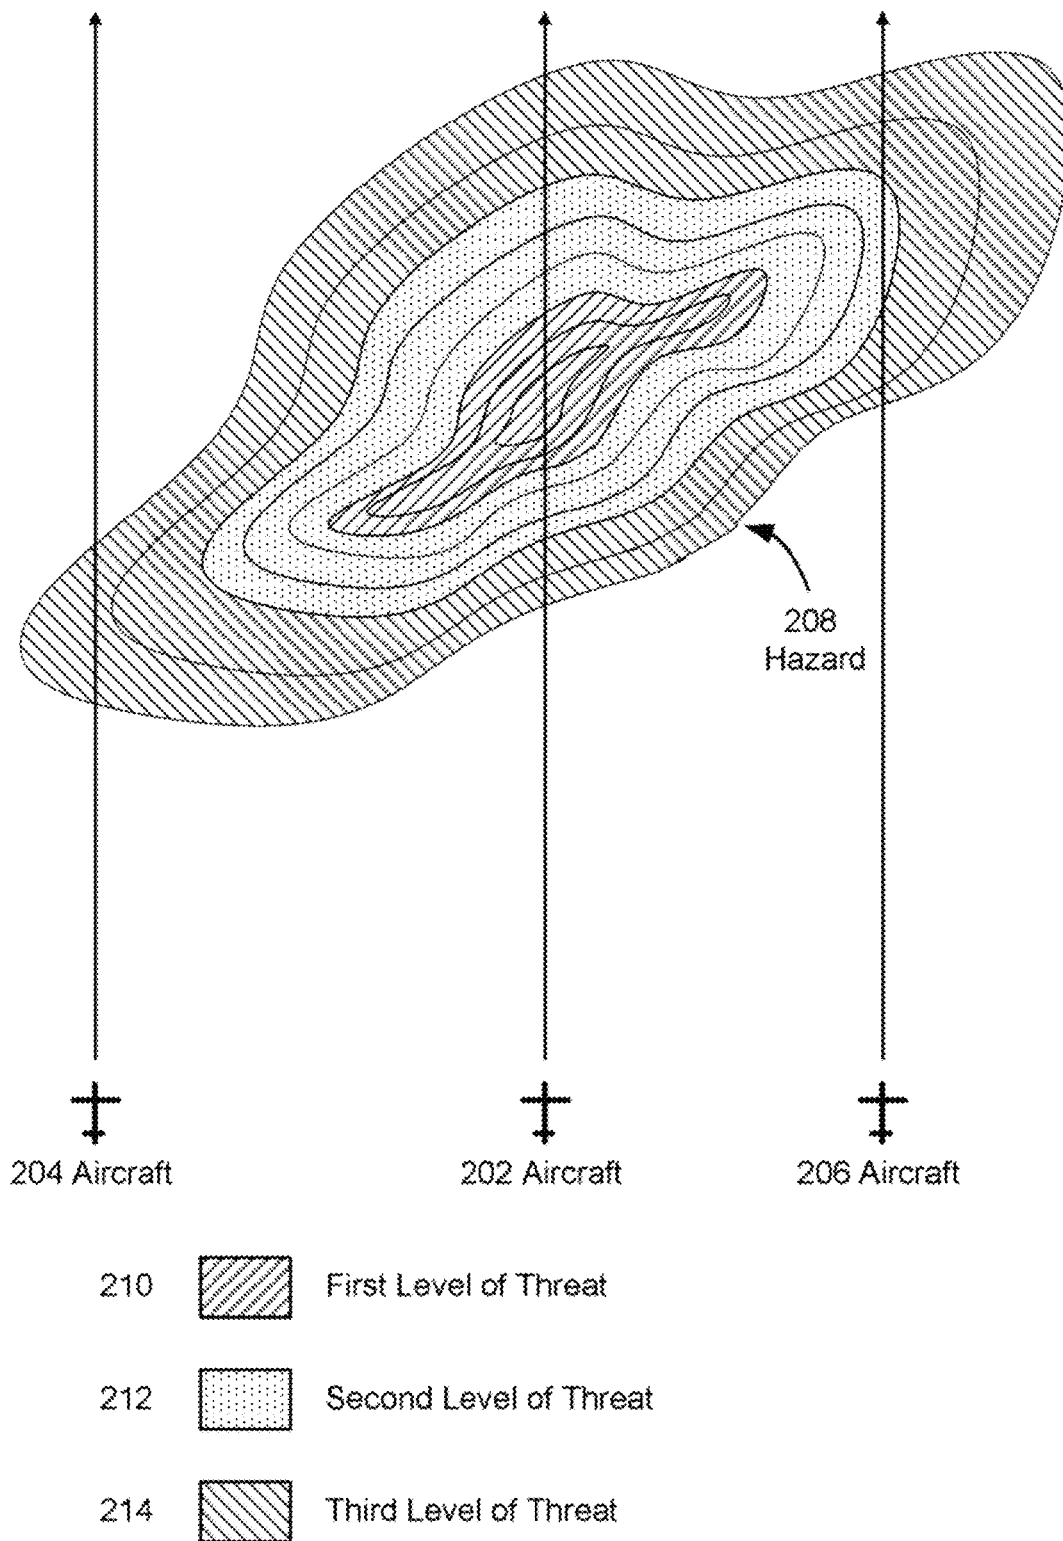 208
Hazard
204 Aircraft
202 Aircraft
206 Aircraft
210 First Level of Threat
212 Second Level of Threat
214 Third Level of Threat